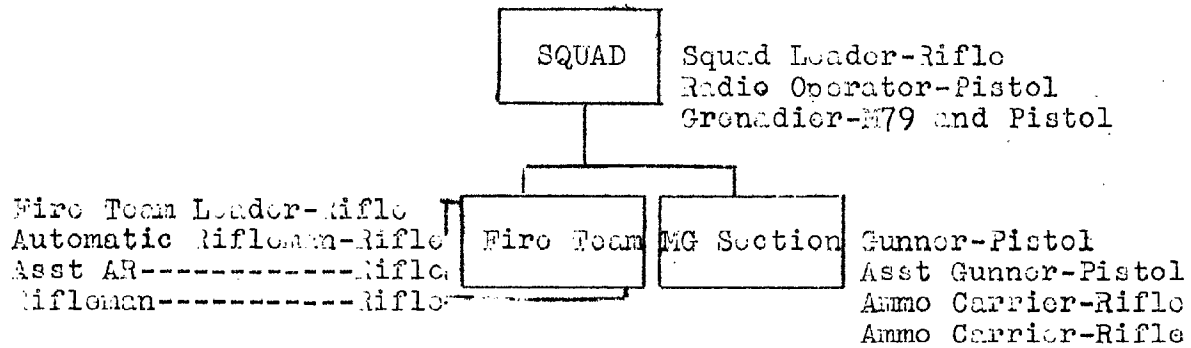 SQUAD
Squad Leader-Rifle
Radio Operator-Pistol
Grenadier-M79 and Pistol
Fire Team Leader-Rifle
Automatic Rifleman-Rifle
Asst AR------------Rifle
Rifleman-----------Rifle
Fire Team
MG Section
Gunner-Pistol
Asst Gunner-Pistol
Ammo Carrier-Rifle
Ammo Carrier-Rifle